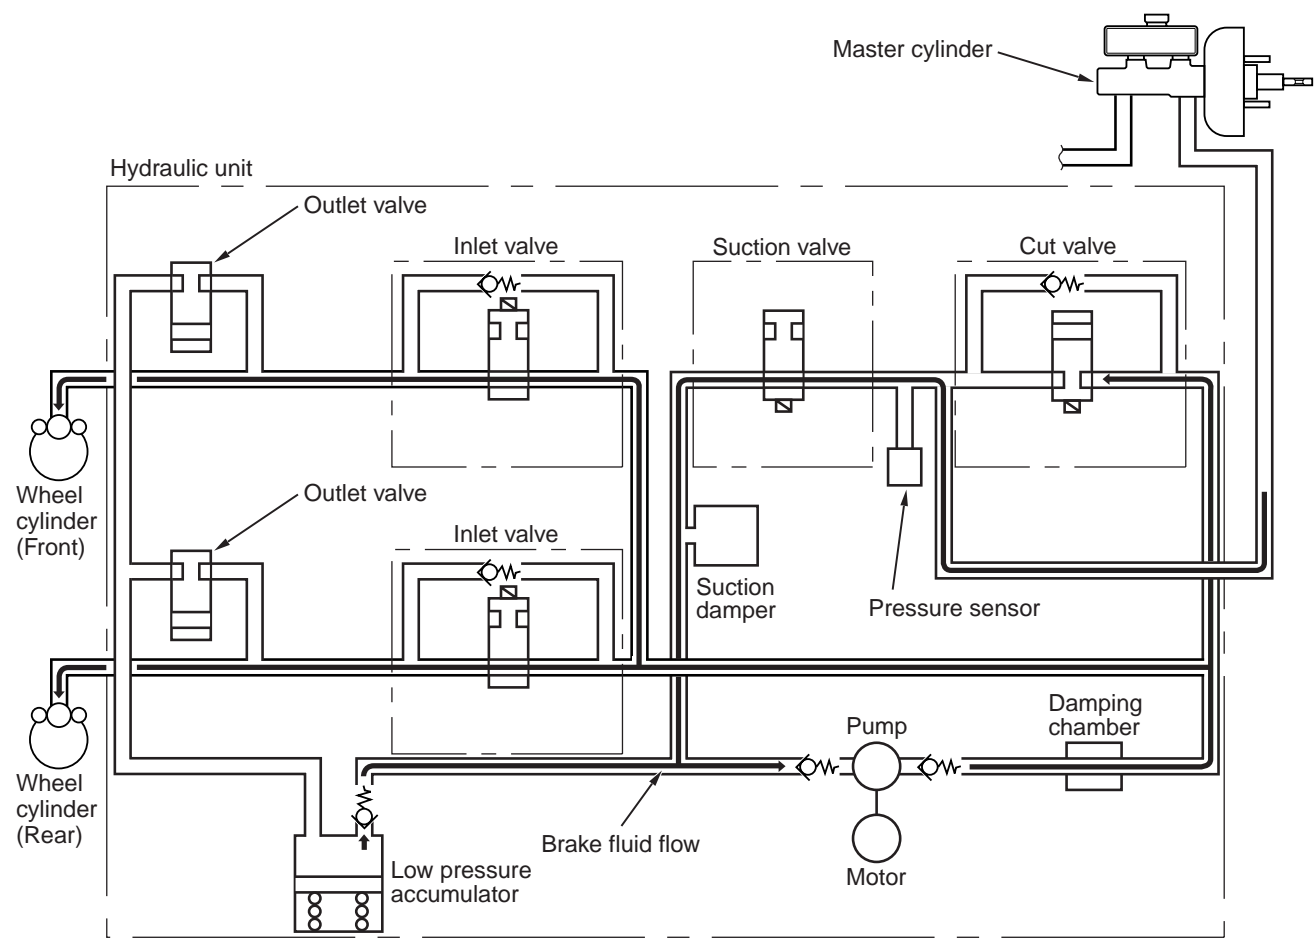 Master cylinder
Hydraulic unit
Outlet valve
Inlet valve
Suction valve
Cut valve
Wheel
cylinder
(Front)
Outlet valve
Inlet valve
Suction
damper
Pressure sensor
Wheel
cylinder
(Rear)
Pump
Damping
chamber
Brake fluid flow
Low pressure
accumulator
Motor